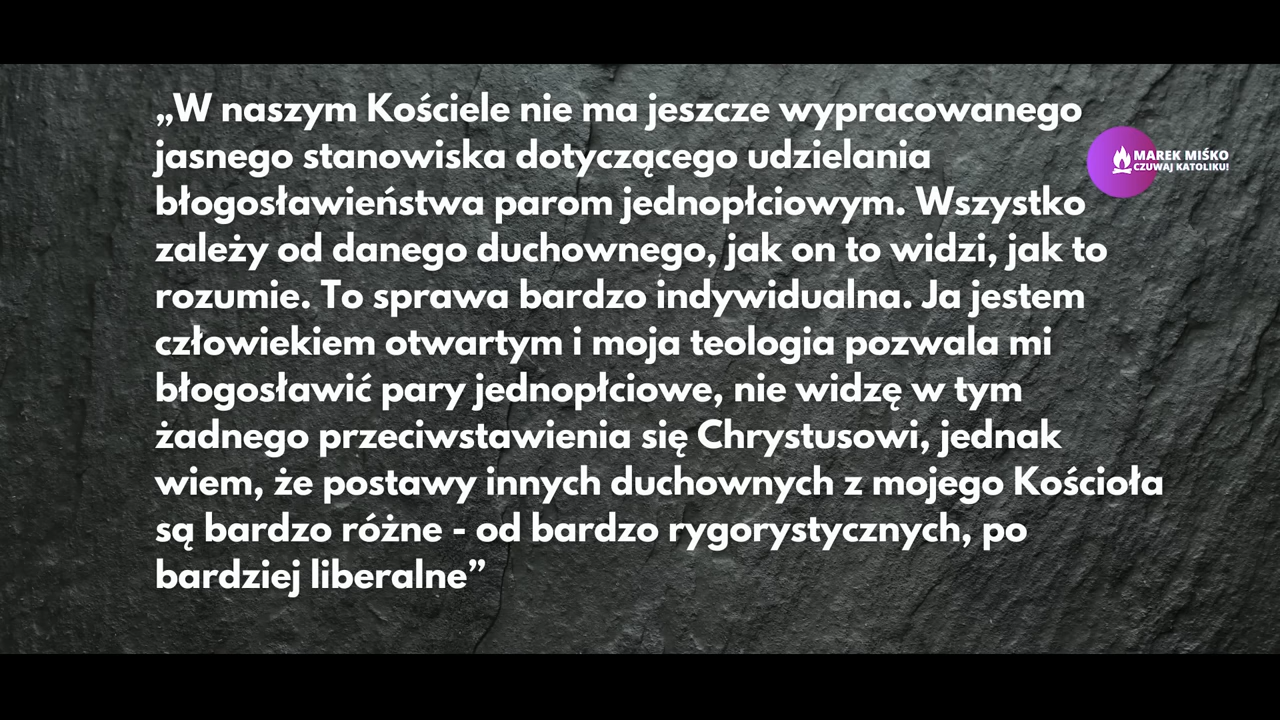 „W naszym Kościele nie ma jeszcze wypracowanego
jasnego stanowiska dotyczącego udzielania
błogosławieństwa parom jednopłciowym. Wszystko
zależy od danego duchownego, jak on to widzi, jak to
rozumie. To sprawa bardzo indywidualna. Ja jestem
człowiekiem otwartym i moja teologia pozwala mi
błogosławić pary jednopłciowe, nie widzę w tym
żadnego przeciwstawienia się Chrystusowi, jednak
wiem, że postawy innych duchownych z mojego Kościoła
są bardzo różne - od bardzo rygorystycznych, po
bardziej liberalne”
MAREK MIŚKO
CZUWAJ KATOLIKU!